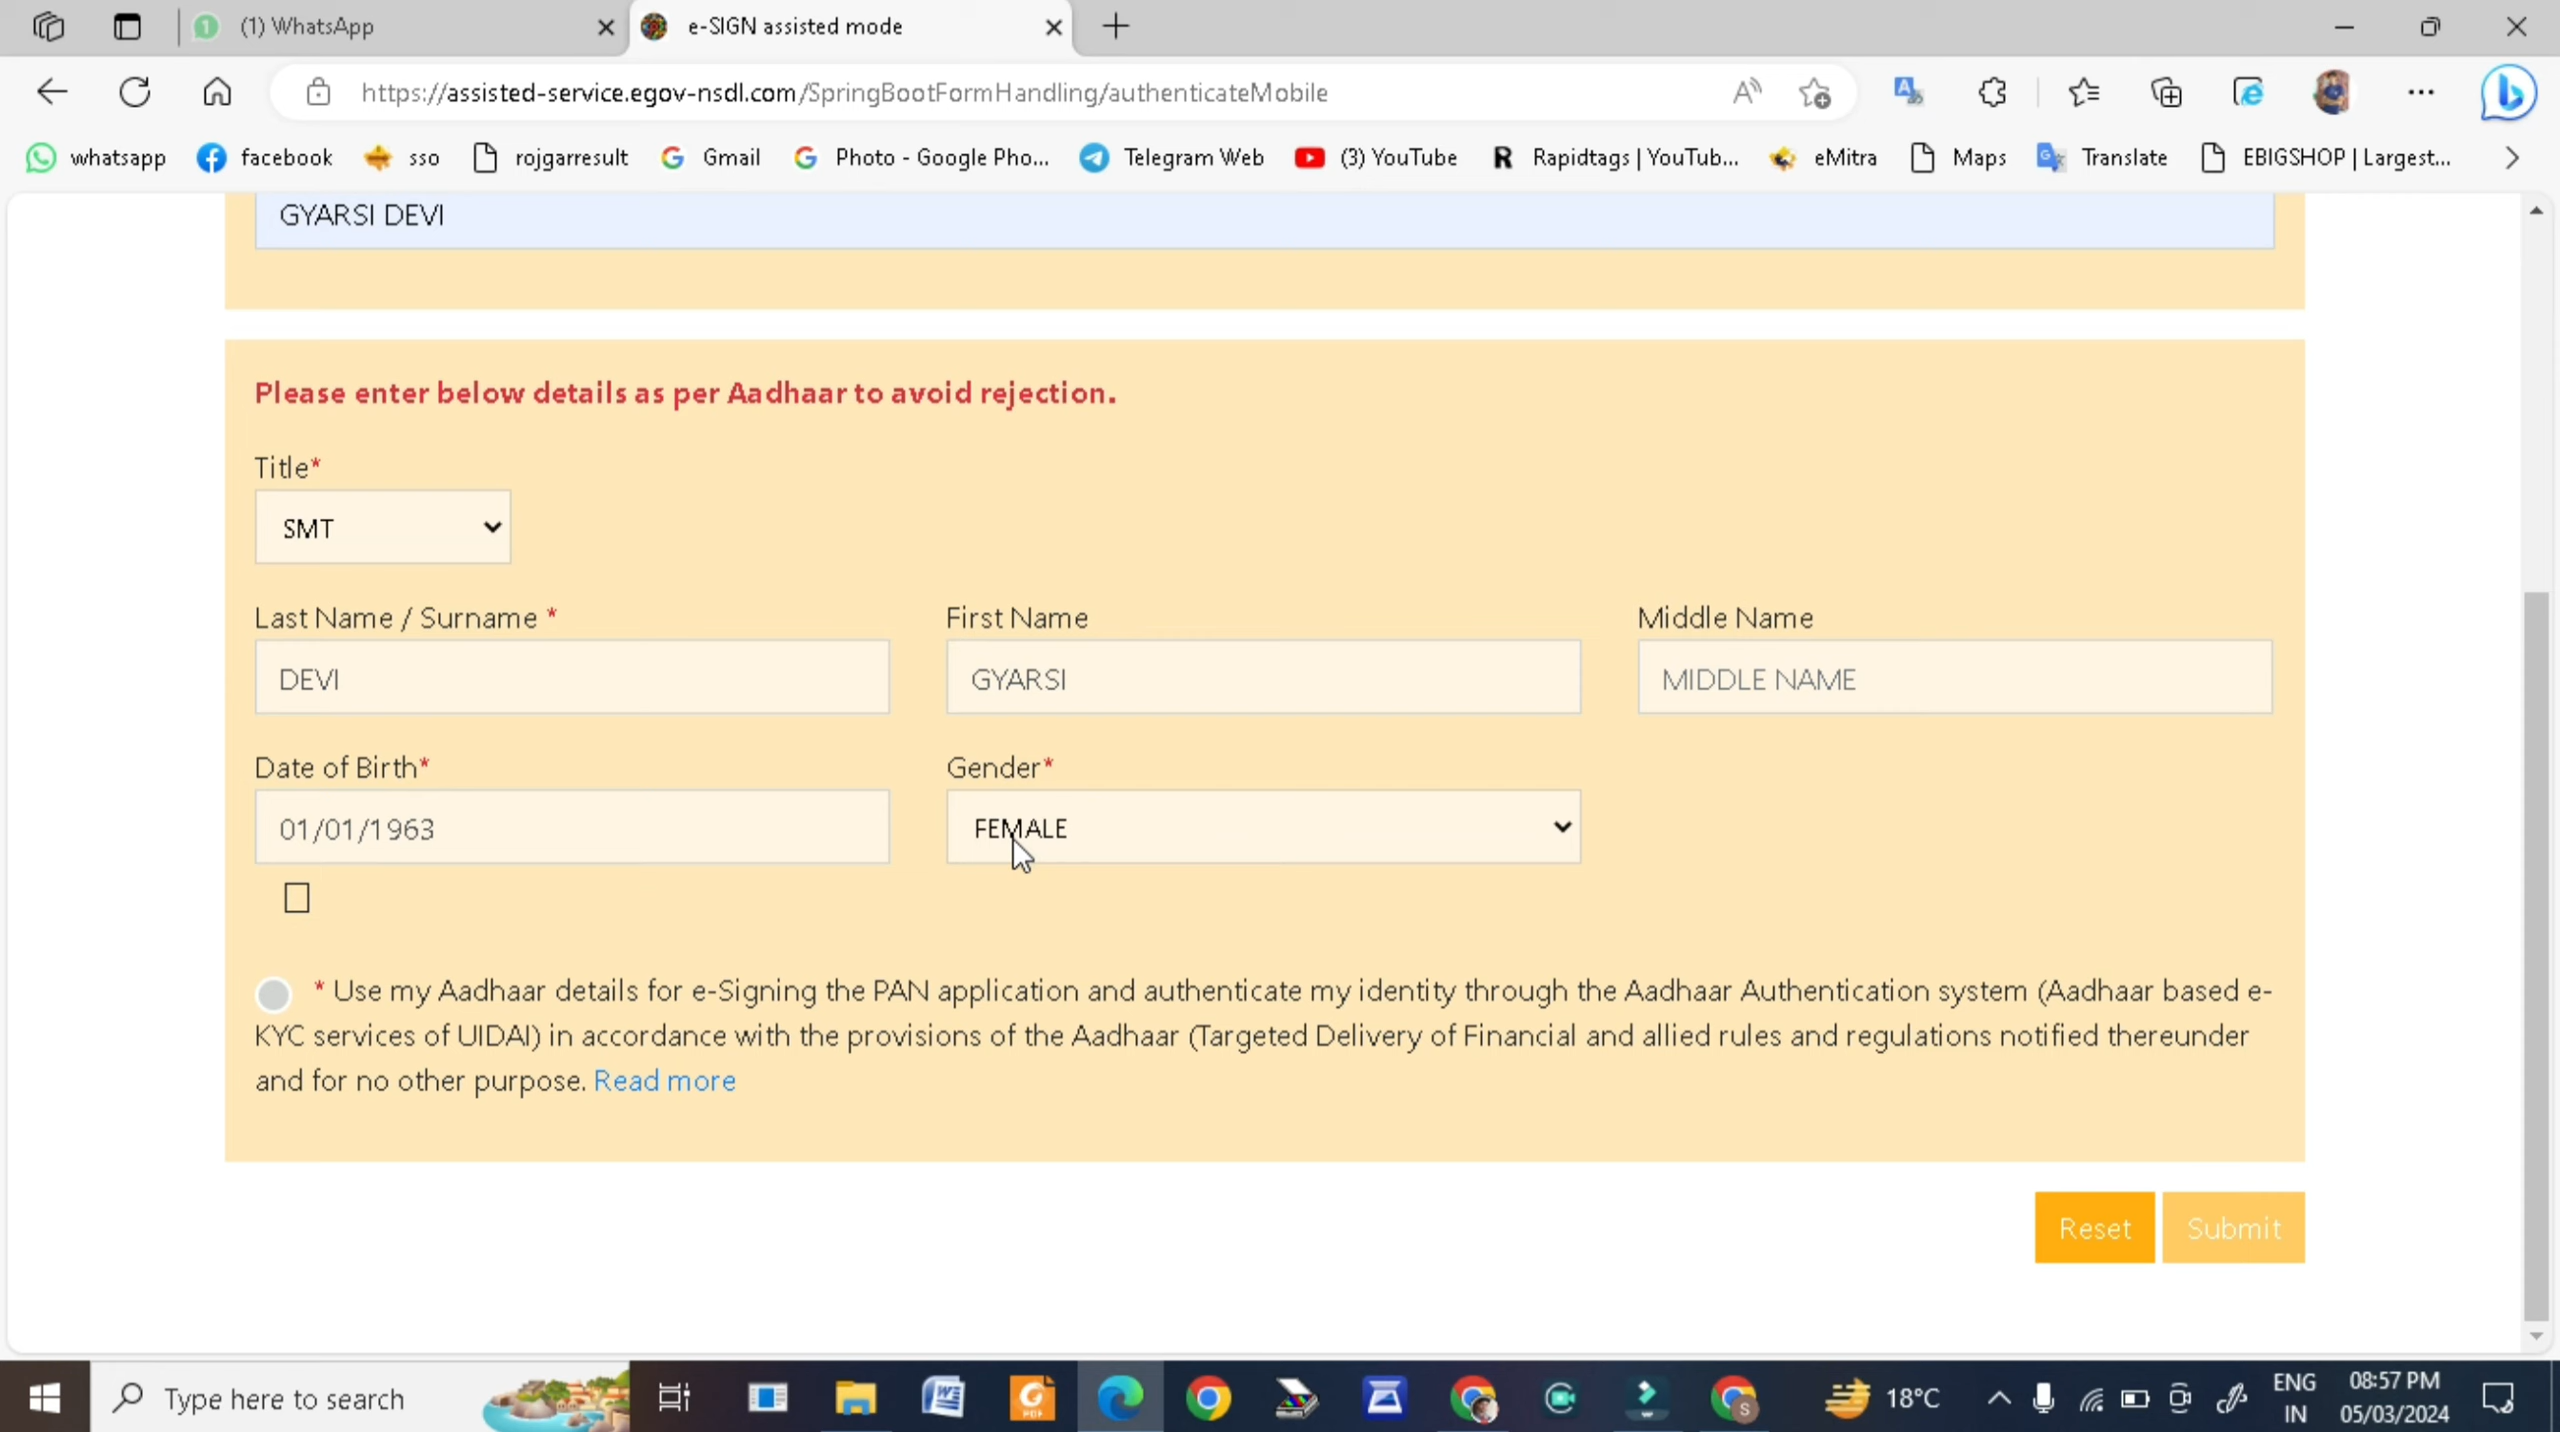 (1) WhatsApp
e-SIGN assisted mode
https://assisted-service.egov-nsdl.com/SpringBootFormHandling/authenticateMobile
whatsapp facebook sso rojgarresult Gmail Photo - Google Pho... Telegram Web (3) YouTube Rapidtags | YouTub... eMitra Maps Translate EBIGSHOP | Largest...
GYARSI DEVI
Please enter below details as per Aadhaar to avoid rejection.
Title*
SMT
Last Name / Surname * First Name Middle Name
DEVI GYARSI MIDDLE NAME
Date of Birth* Gender*
01/01/1963 FEMALE
* Use my Aadhaar details for e-Signing the PAN application and authenticate my identity through the Aadhaar Authentication system (Aadhaar based e-
KYC services of UIDAI) in accordance with the provisions of the Aadhaar (Targeted Delivery of Financial and allied rules and regulations notified thereunder
and for no other purpose. Read more
Reset Submit
Type here to search 18°C ENG 08:57 PM
IN 05/03/2024